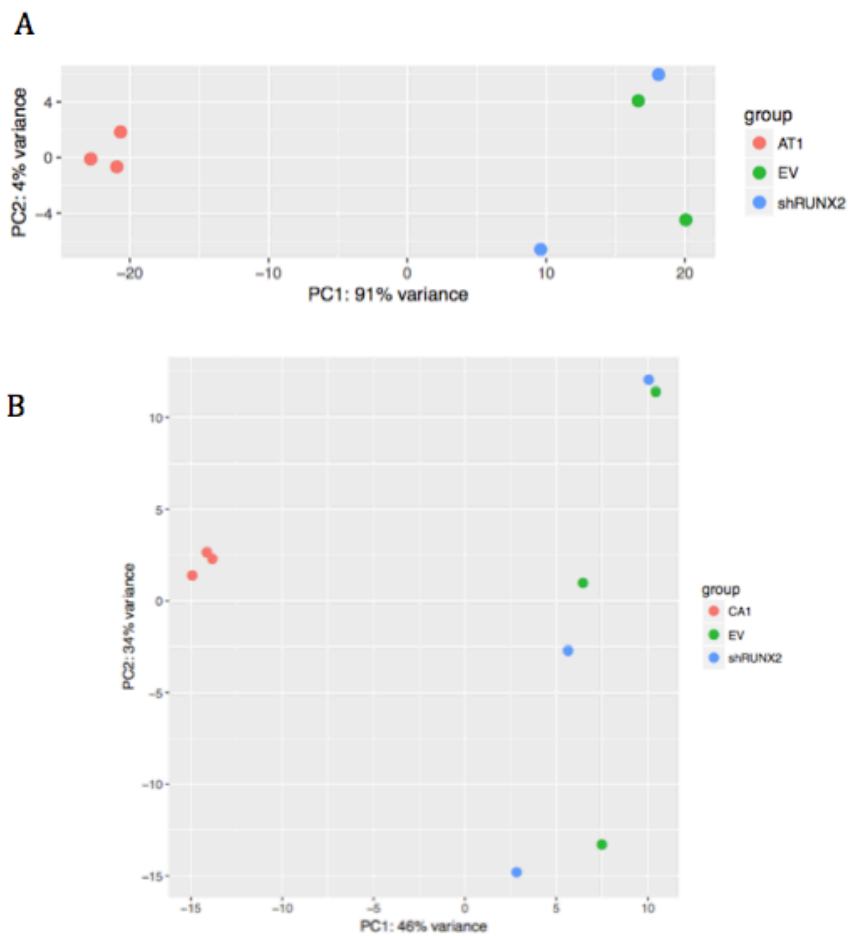 A
4
0
−4
PC2: 4% variance
−20 −10 0 10 20
PC1: 91% variance
group
AT1
EV
shRUNX2
B
10
5
0
−5
−10
−15
PC2: 34% variance
−15 −10 −5 0 5 10
PC1: 46% variance
group
CA1
EV
shRUNX2